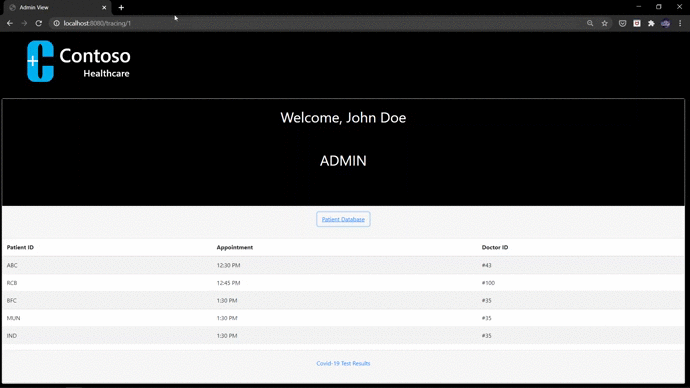 Admin View
localhost:8080/tracing/1
Contoso
Healthcare
Welcome, John Doe
ADMIN
Patient Database
Patient ID Appointment Doctor ID
ABC 12:30 PM #43
RCB 12:45 PM #100
BFC 1:30 PM #35
MUN 1:30 PM #35
IND 1:30 PM #35
Covid-19 Test Results